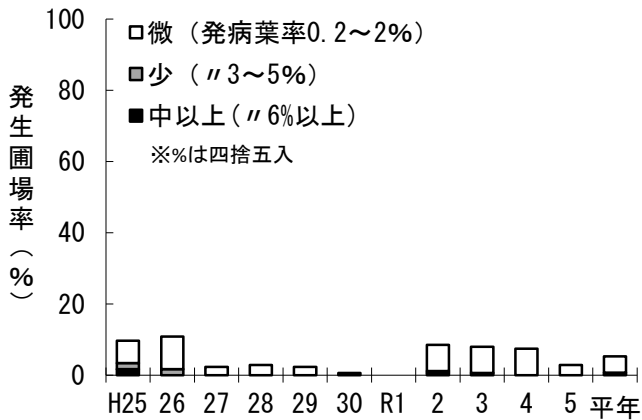 発生圃場率（%）
100
80
60
40
20
0
微（発病葉率0.2～2%）
少（〃3～5%）
中以上（〃6%以上）
※%は四捨五入
H25 26 27 28 29 30 R1 2 3 4 5 平年